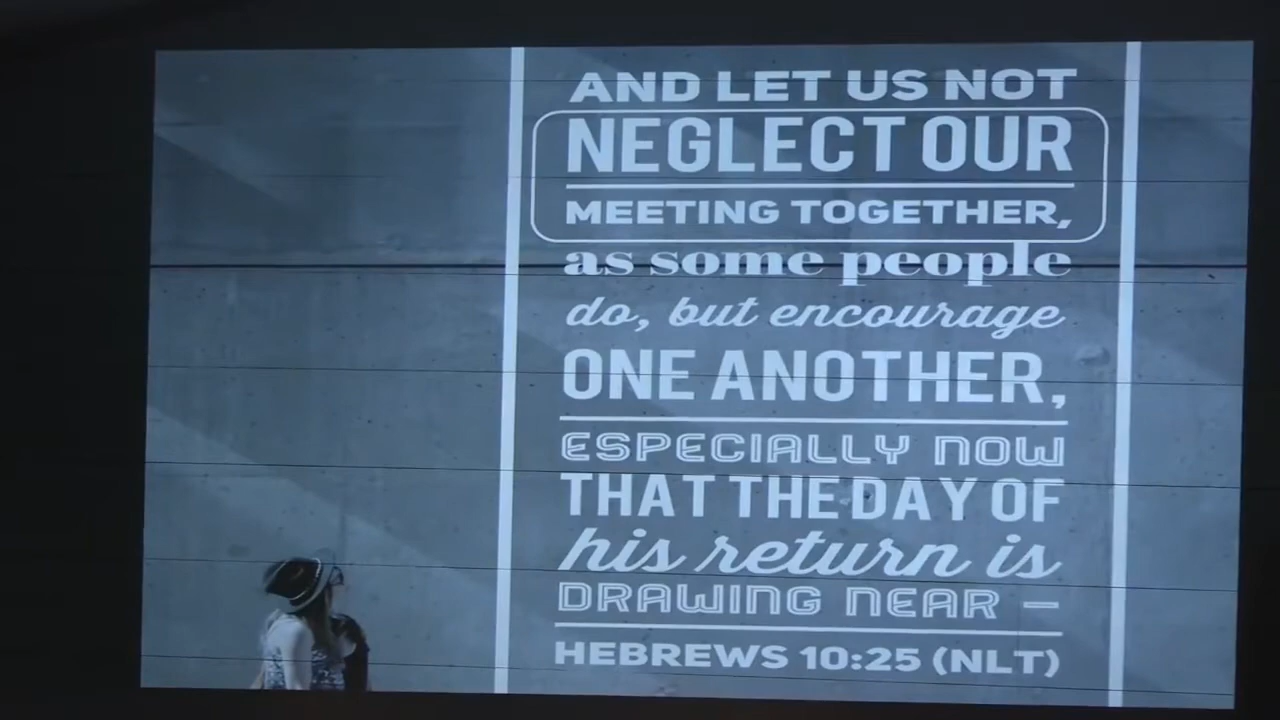 AND LET US NOT
NEGLECT OUR
MEETING TOGETHER,
as some people
do, but encourage
ONE ANOTHER,
ESPECIALLY NOW
THAT THE DAY OF
his return is
DRAWING NEAR –
HEBREWS 10:25 (NLT)